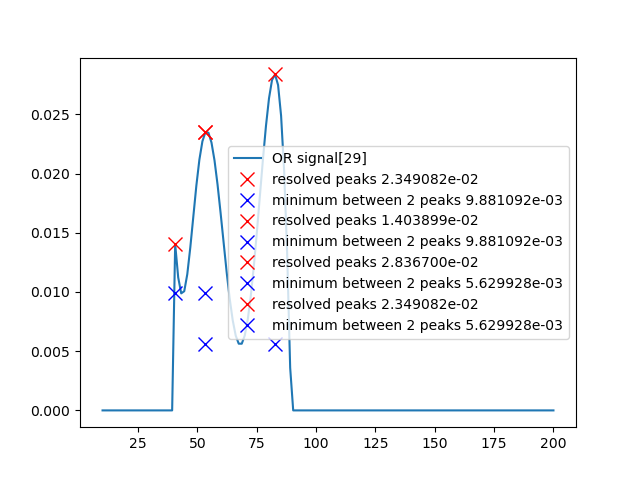 0.025
0.020
0.015
0.010
0.005
0.000
OR signal[29]
resolved peaks 2.349082e-02
minimum between 2 peaks 9.881092e-03
resolved peaks 1.403899e-02
minimum between 2 peaks 9.881092e-03
resolved peaks 2.836700e-02
minimum between 2 peaks 5.629928e-03
resolved peaks 2.349082e-02
minimum between 2 peaks 5.629928e-03
25 50 75 100 125 150 175 200